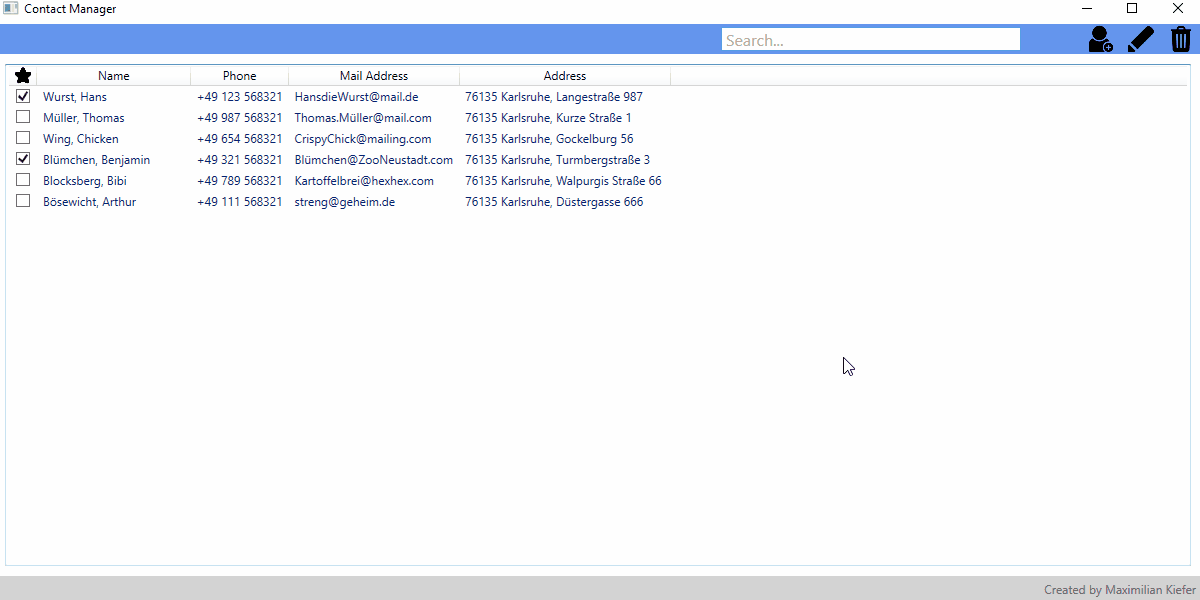 Contact Manager
Search...
Name Phone Mail Address Address
Wurst, Hans +49 123 568321 HansdieWurst@mail.de 76135 Karlsruhe, Langestraße 987
Müller, Thomas +49 987 568321 Thomas.Müller@mail.com 76135 Karlsruhe, Kurze Straße 1
Wing, Chicken +49 654 568321 CrispyChick@mailing.com 76135 Karlsruhe, Gockelburg 56
Blümchen, Benjamin +49 321 568321 Blümchen@ZooNeustadt.com 76135 Karlsruhe, Turmbergstraße 3
Blocksberg, Bibi +49 789 568321 Kartoffelbrei@hexhex.com 76135 Karlsruhe, Walpurgis Straße 66
Bösewicht, Arthur +49 111 568321 streng@geheim.de 76135 Karlsruhe, Düstergasse 666
Created by Maximilian Kiefer